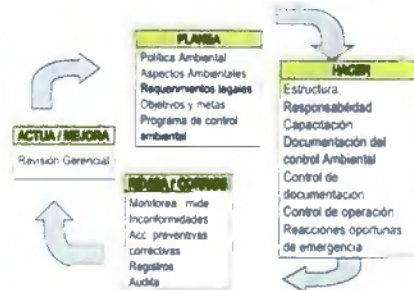 PLANEA
Política Ambiental
Aspectos Ambientales
Requerimientos legales
Objetivos y metas
Programa de control
ambiental
HACER
Estructura
Responsabilidad
Capacitación
Documentación del
control Ambiental
Control de
documentación
Control de operación
Reacciones oportunas
de emergencia
REVISA / CORRIGE
Monitorea mide
Inconformidades
Acc preventivas
correctivas
Registros
Audita
ACTUA / MEJORA
Revisión Gerencial